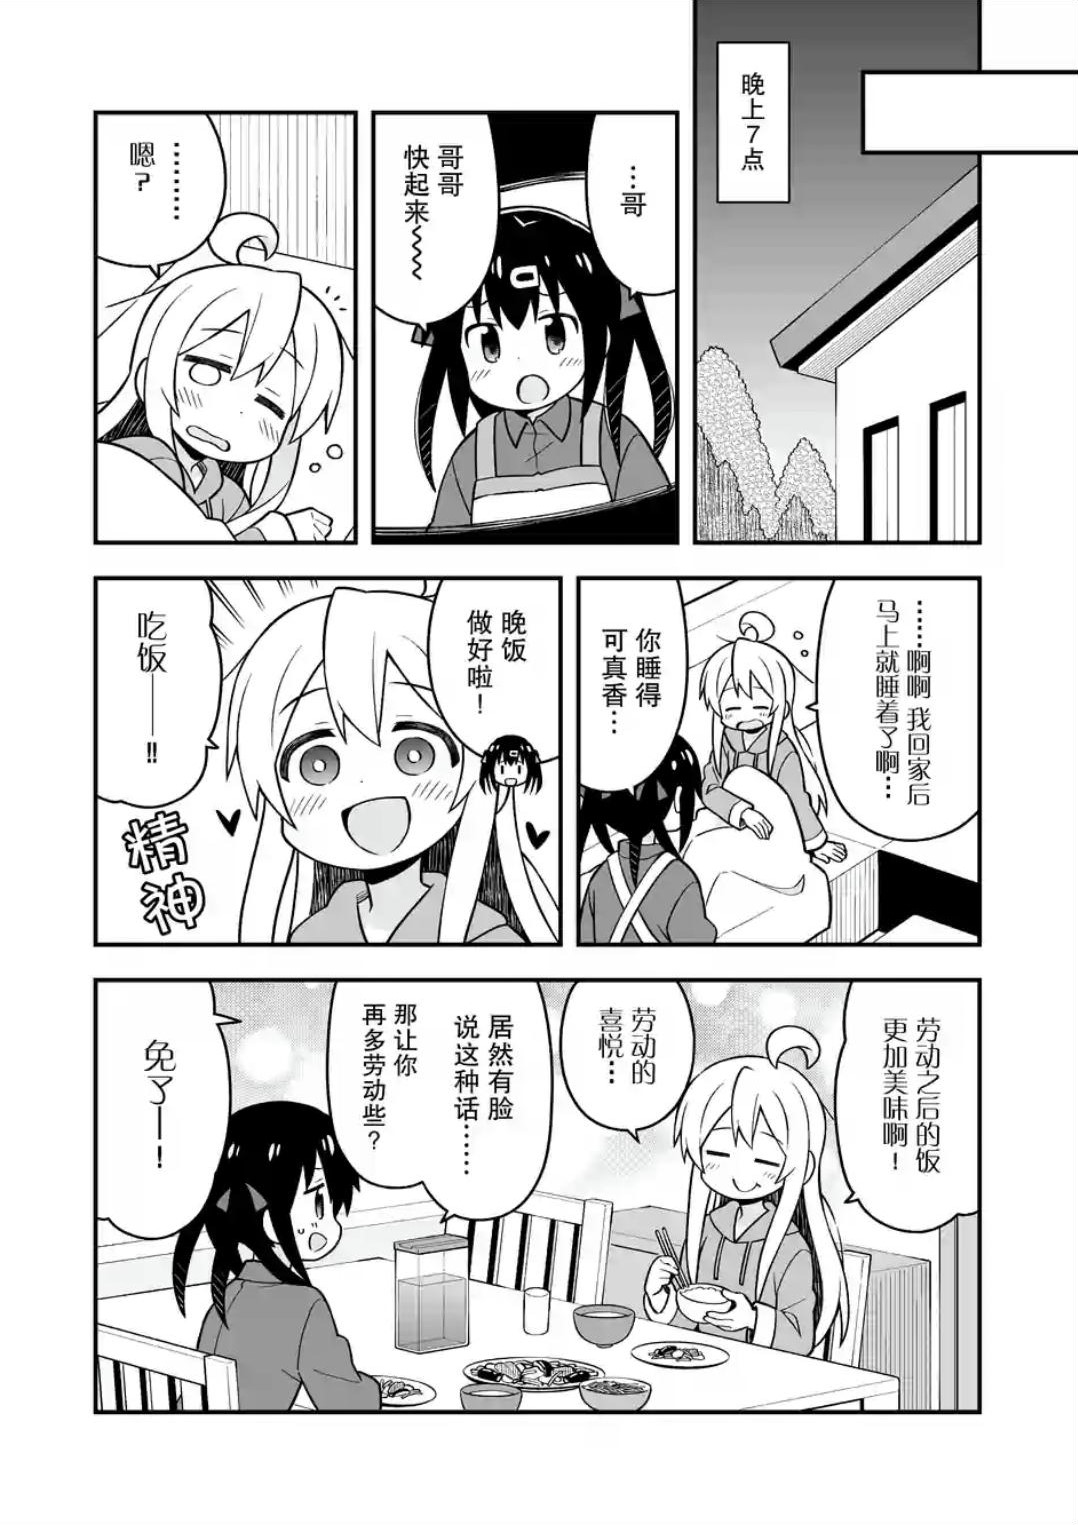 晚上7点
…哥
哥哥
快起来～～
………
嗯？
……啊啊 我回家后
马上就睡着了啊…
你睡得
可真香…
晚饭
做好啦！
吃饭——!!
精神
劳动之后的饭
更加美味啊！
劳动的
喜悦…
居然有脸
说这种话……
那让你
再多劳动些？
免了—！